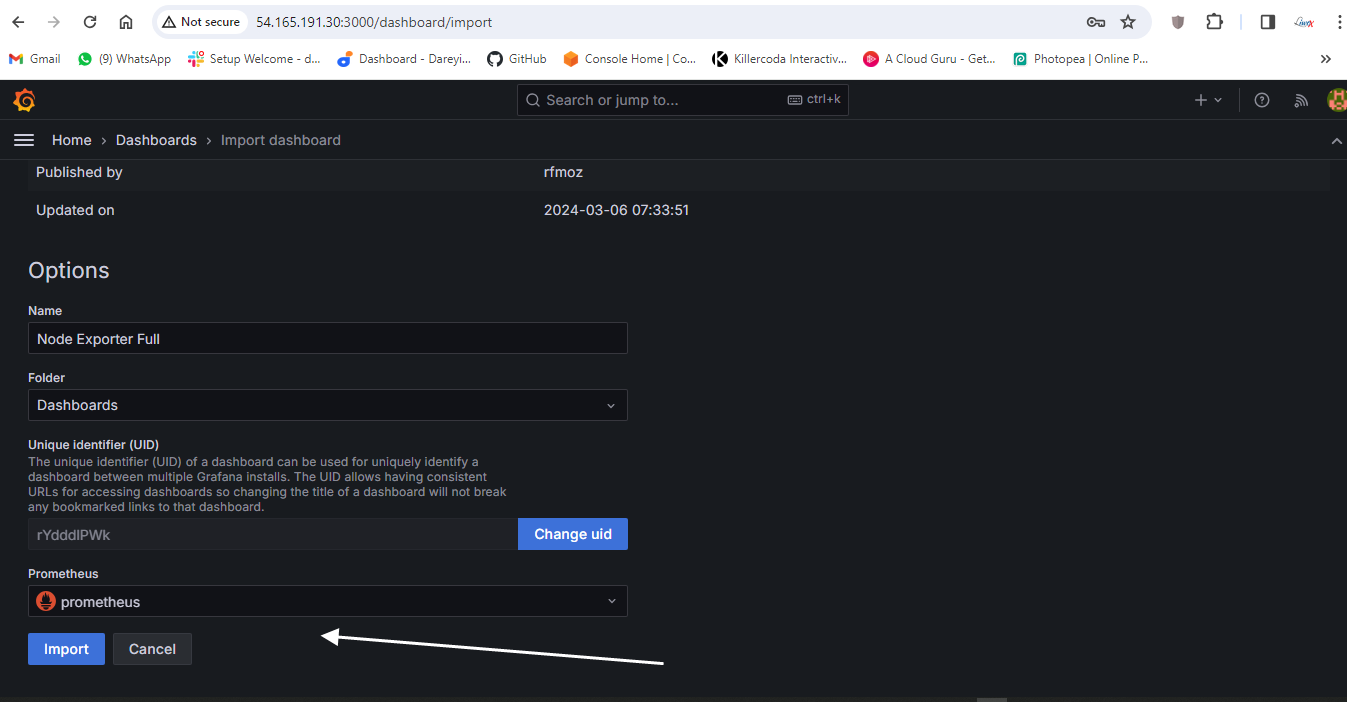 Not secure 54.165.191.30:3000/dashboard/import
Gmail (9) WhatsApp Setup Welcome - d... Dashboard - Dareyi... GitHub Console Home | Co... Killercoda Interactiv... A Cloud Guru - Get... Photopea | Online P... »
Search or jump to... ctrl+k
Home › Dashboards › Import dashboard
Published by rfmoz
Updated on 2024-03-06 07:33:51
Options
Name
Node Exporter Full
Folder
Dashboards
Unique identifier (UID)
The unique identifier (UID) of a dashboard can be used for uniquely identify a
dashboard between multiple Grafana installs. The UID allows having consistent
URLs for accessing dashboards so changing the title of a dashboard will not break
any bookmarked links to that dashboard.
rYdddlPWk Change uid
Prometheus
prometheus
Import Cancel